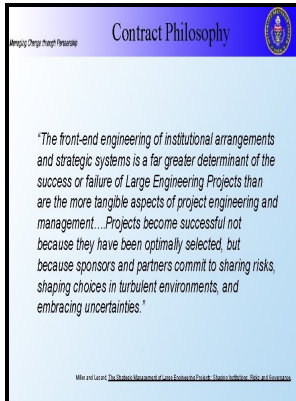 Contract Philosophy
Managing Change through Partnership
“The front-end engineering of institutional arrangements
and strategic systems is a far greater determinant of the
success or failure of Large Engineering Projects than
are the more tangible aspects of project engineering and
management….Projects become successful not
because they have been optimally selected, but
because sponsors and partners commit to sharing risks,
shaping choices in turbulent environments, and
embracing uncertainties.”
Miller and Lessard, The Strategic Management of Large Engineering Projects: Shaping Institutions, Risks and Governance